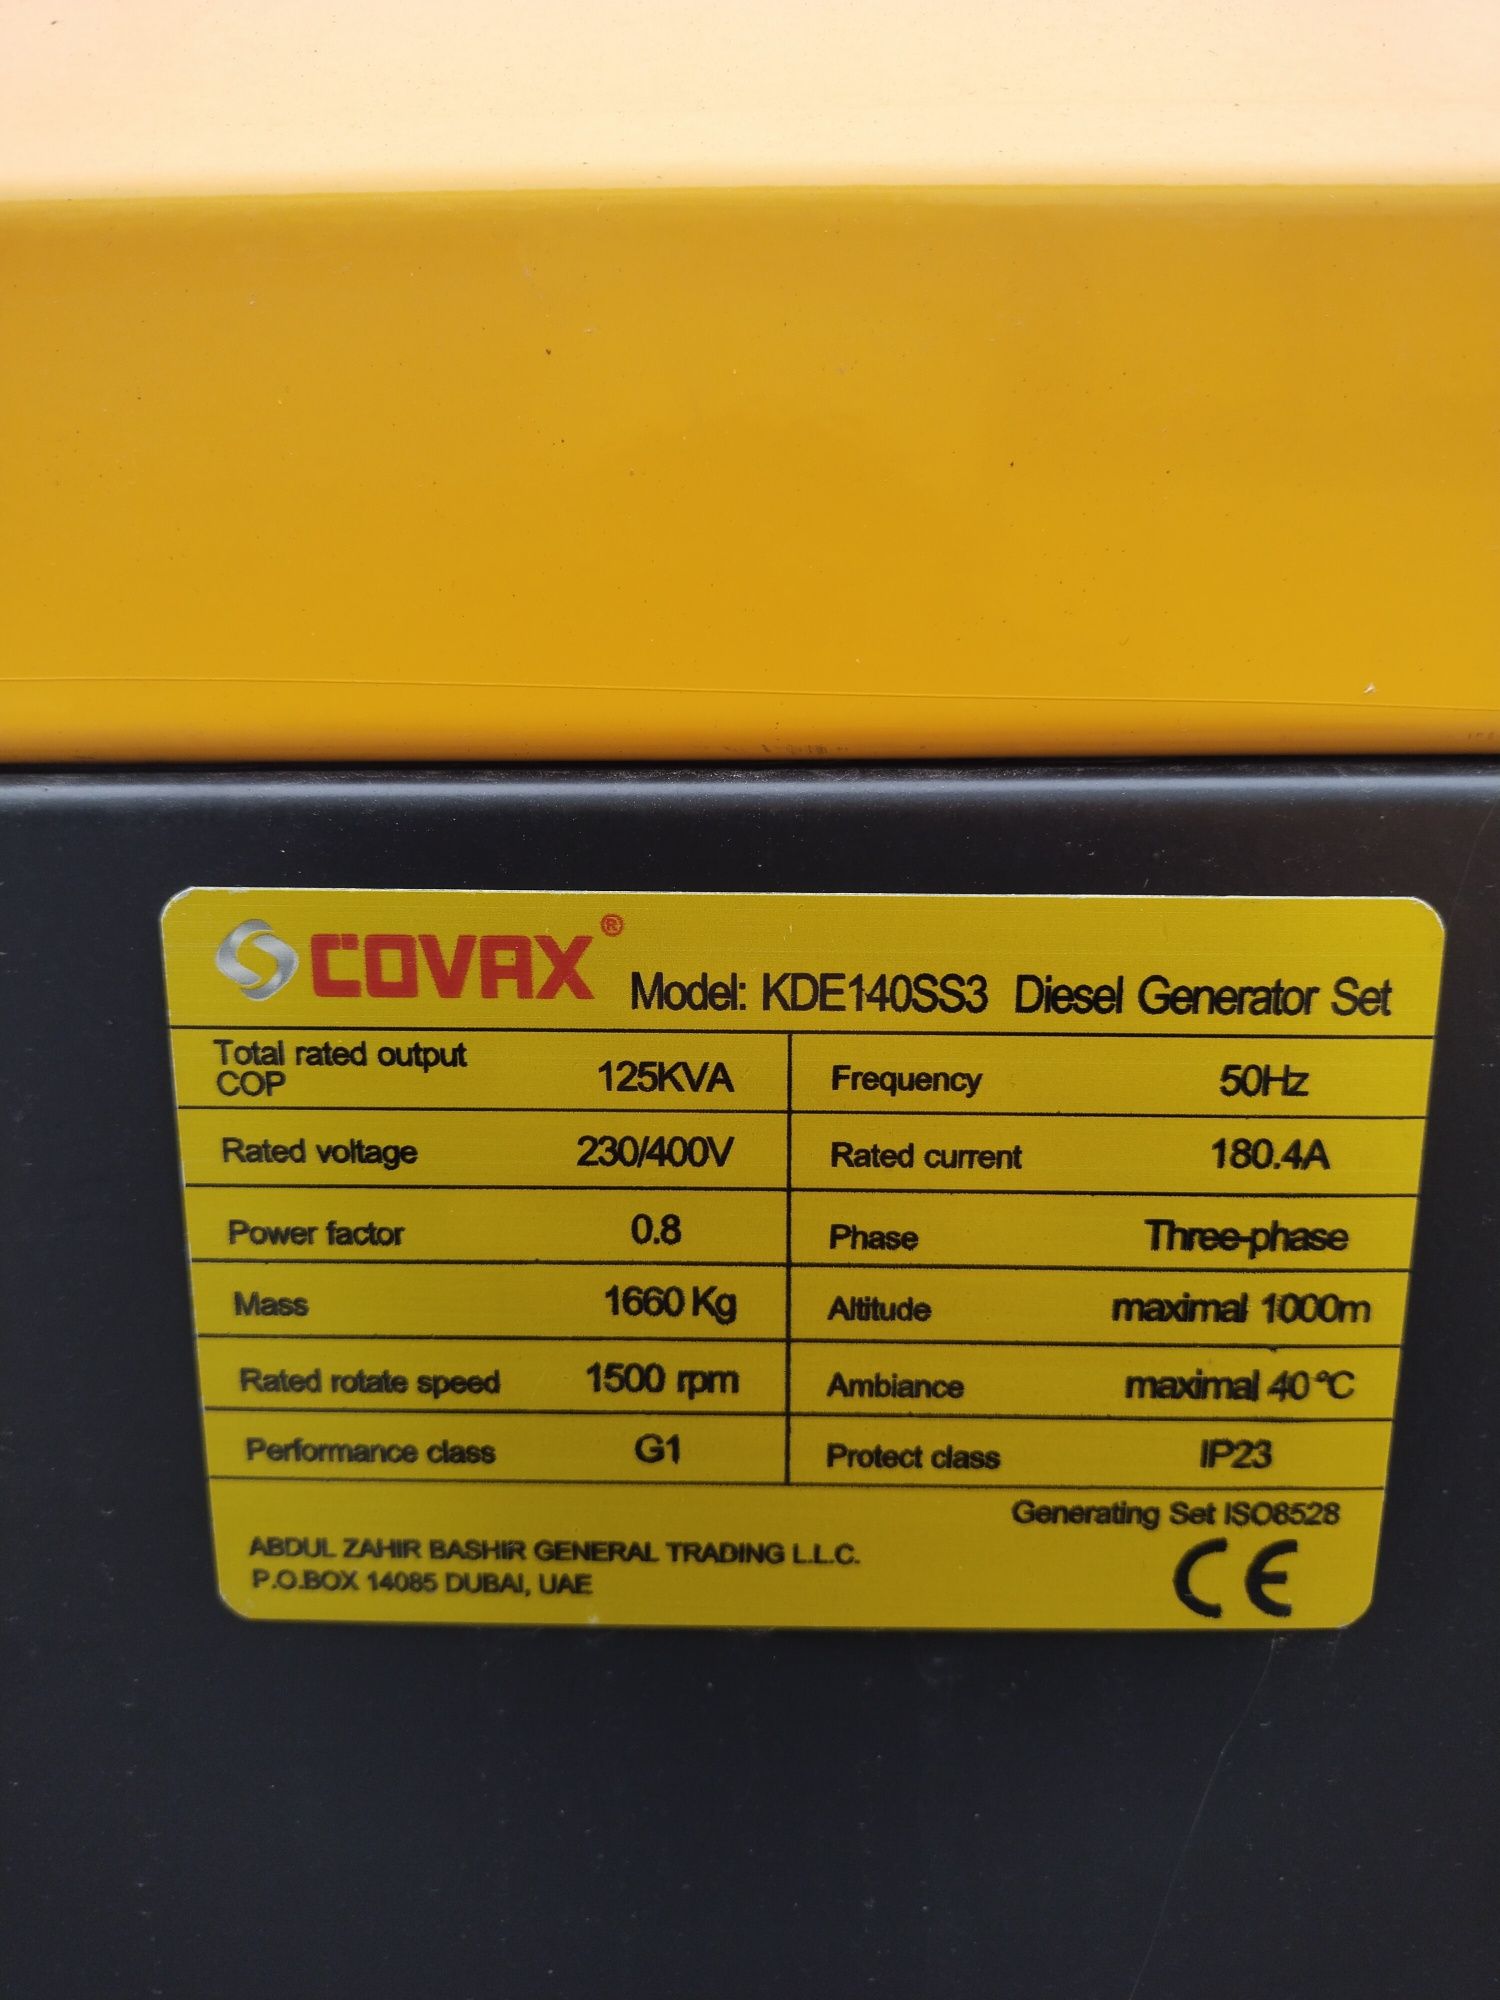 COVAX® Model: KDE140SS3 Diesel Generator Set
Total rated output COP 125KVA Frequency 50Hz
Rated voltage 230/400V Rated current 180.4A
Power factor 0.8 Phase Three-phase
Mass 1660 Kg Altitude maximal 1000m
Rated rotate speed 1500 rpm Ambiance maximal 40 ℃
Performance class G1 Protect class IP23
Generating Set ISO8528
ABDUL ZAHIR BASHIR GENERAL TRADING L.L.C.
P.O.BOX 14085 DUBAI, UAE
CE